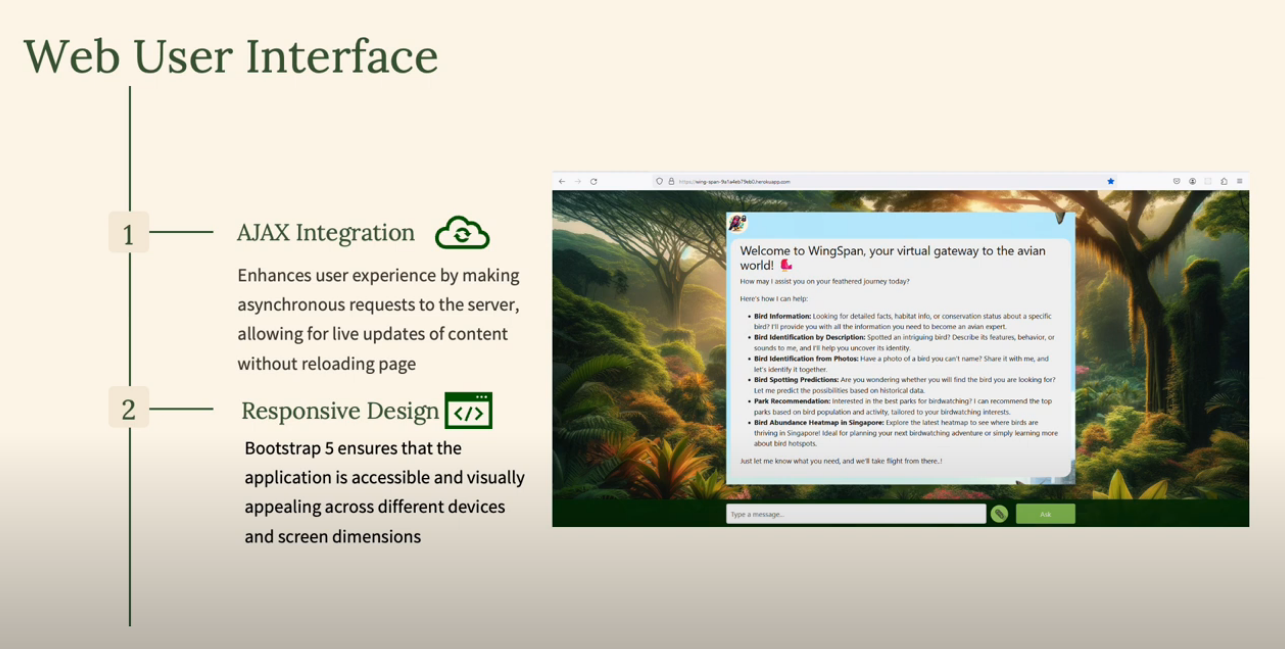 Web User Interface
1
AJAX Integration
Enhances user experience by making
asynchronous requests to the server,
allowing for live updates of content
without reloading page
2
Responsive Design
</>
Bootstrap 5 ensures that the
application is accessible and visually
appealing across different devices
and screen dimensions
Welcome to WingSpan, your virtual gateway to the avian
world!
How may I assist you on your feathered journey today?
Here's how I can help:
• Bird Information: Looking for detailed facts, habitat info, or conservation status about a specific
bird? I'll provide you with all the information you need to become an avian expert.
• Bird Identification by Description: Spotted an intriguing bird? Describe its features, behavior, or
sounds to me, and I'll help you uncover its identity.
• Bird Identification from Photos: Have a photo of a bird you can't name? Share it with me, and
let's identify it together.
• Bird Spotting Predictions: Are you wondering whether you will find the bird you are looking for?
Let me predict the possibilities based on historical data.
• Park Recommendation: Interested in the best parks for birdwatching? I can recommend the top
parks based on bird population and activity, tailored to your birdwatching interests.
• Bird Abundance Heatmap in Singapore: Explore the latest heatmap to see where birds are
thriving in Singapore! Ideal for planning your next birdwatching adventure or simply learning more
about bird hotspots.
Just let me know what you need, and we'll take flight from there..!
Type a message..
Ask